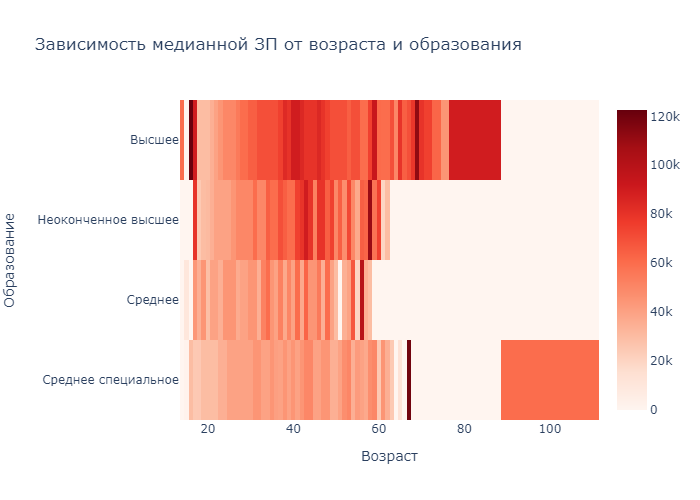 Зависимость медианной ЗП от возраста и образования
Образование
Высшее
Неоконченное высшее
Среднее
Среднее специальное
20 40 60 80 100
Возраст
120k
100k
80k
60k
40k
20k
0